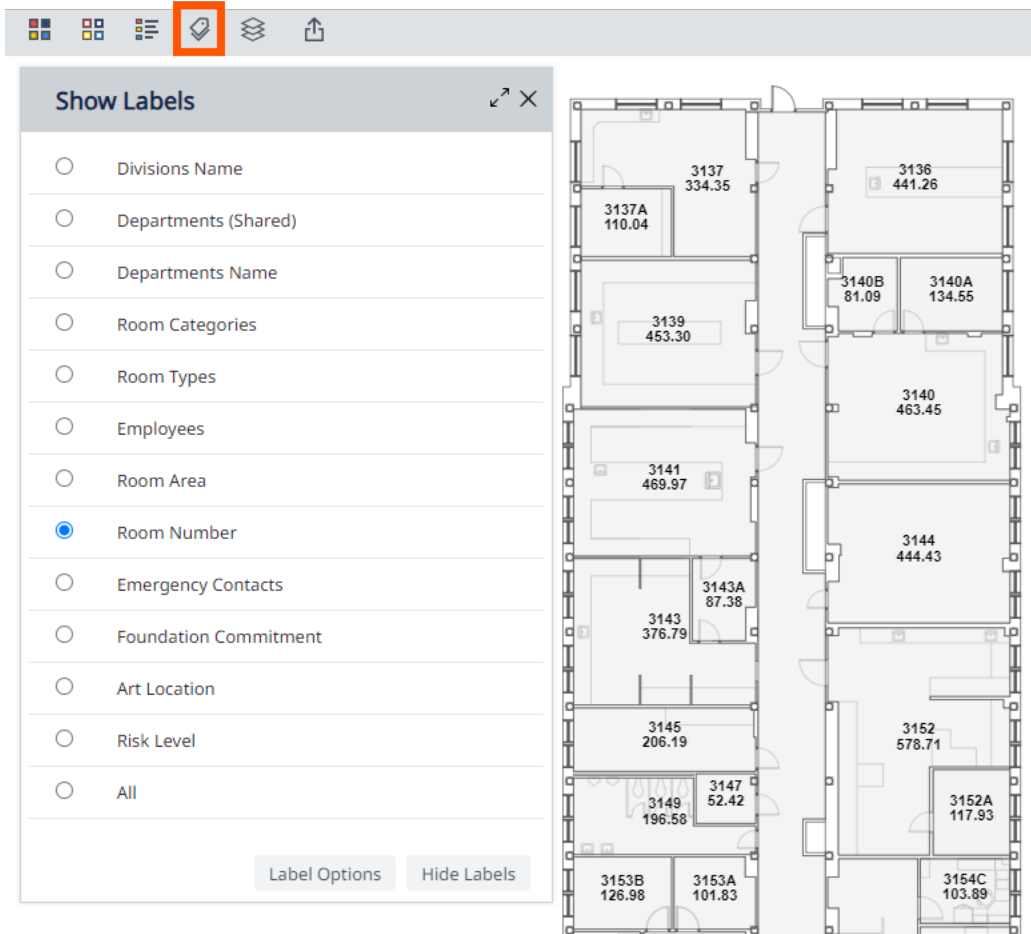 Show Labels
Divisions Name
Departments (Shared)
Departments Name
Room Categories
Room Types
Employees
Room Area
Room Number
Emergency Contacts
Foundation Commitment
Art Location
Risk Level
All
Label Options
Hide Labels
3137
334.35
3137A
110.04
3136
441.26
3140B
81.09
3140A
134.55
3139
453.30
3140
463.45
3141
469.97
3144
444.43
3143A
87.38
3143
376.79
3145
206.19
3152
578.71
3147
52.42
3149
196.58
3152A
117.93
3153B
126.98
3153A
101.83
3154C
103.89